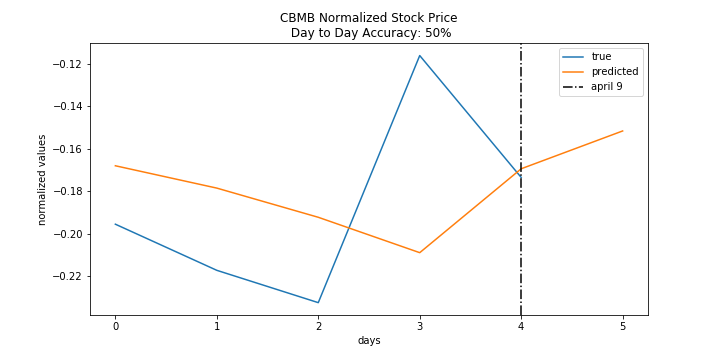 CBMB Normalized Stock Price
Day to Day Accuracy: 50%
true
predicted
april 9
normalized values
−0.12
−0.14
−0.16
−0.18
−0.20
−0.22
0 1 2 3 4 5
days